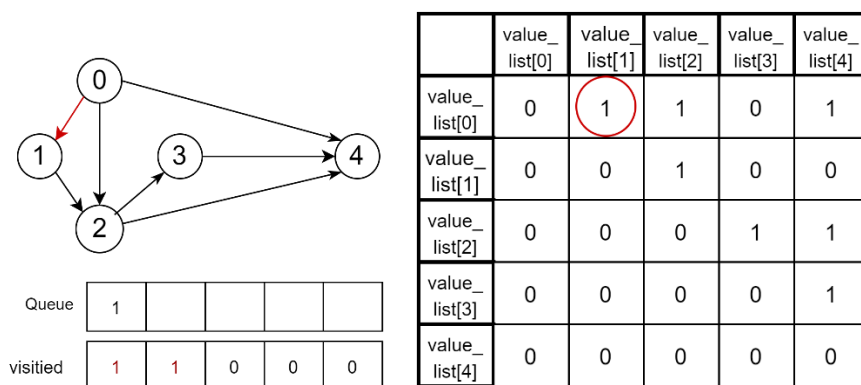 0
1
3
4
2
Queue
1
visitied
1 1 0 0 0
value_ value_ value_ value_ value_
list[0] list[1] list[2] list[3] list[4]
value_
list[0]
0 1 1 0 1
value_
list[1]
0 0 1 0 0
value_
list[2]
0 0 0 1 1
value_
list[3]
0 0 0 0 1
value_
list[4]
0 0 0 0 0